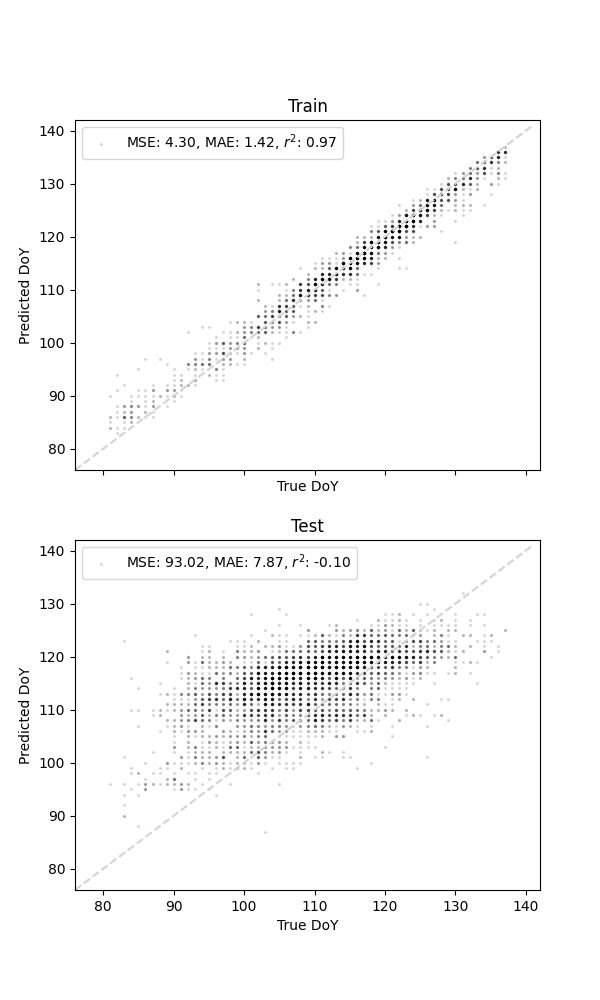 Train
MSE: 4.30, MAE: 1.42, r²: 0.97
140
130
120
110
100
90
80
Predicted DoY
True DoY
Test
MSE: 93.02, MAE: 7.87, r²: -0.10
140
130
120
110
100
90
80
Predicted DoY
80 90 100 110 120 130 140
True DoY